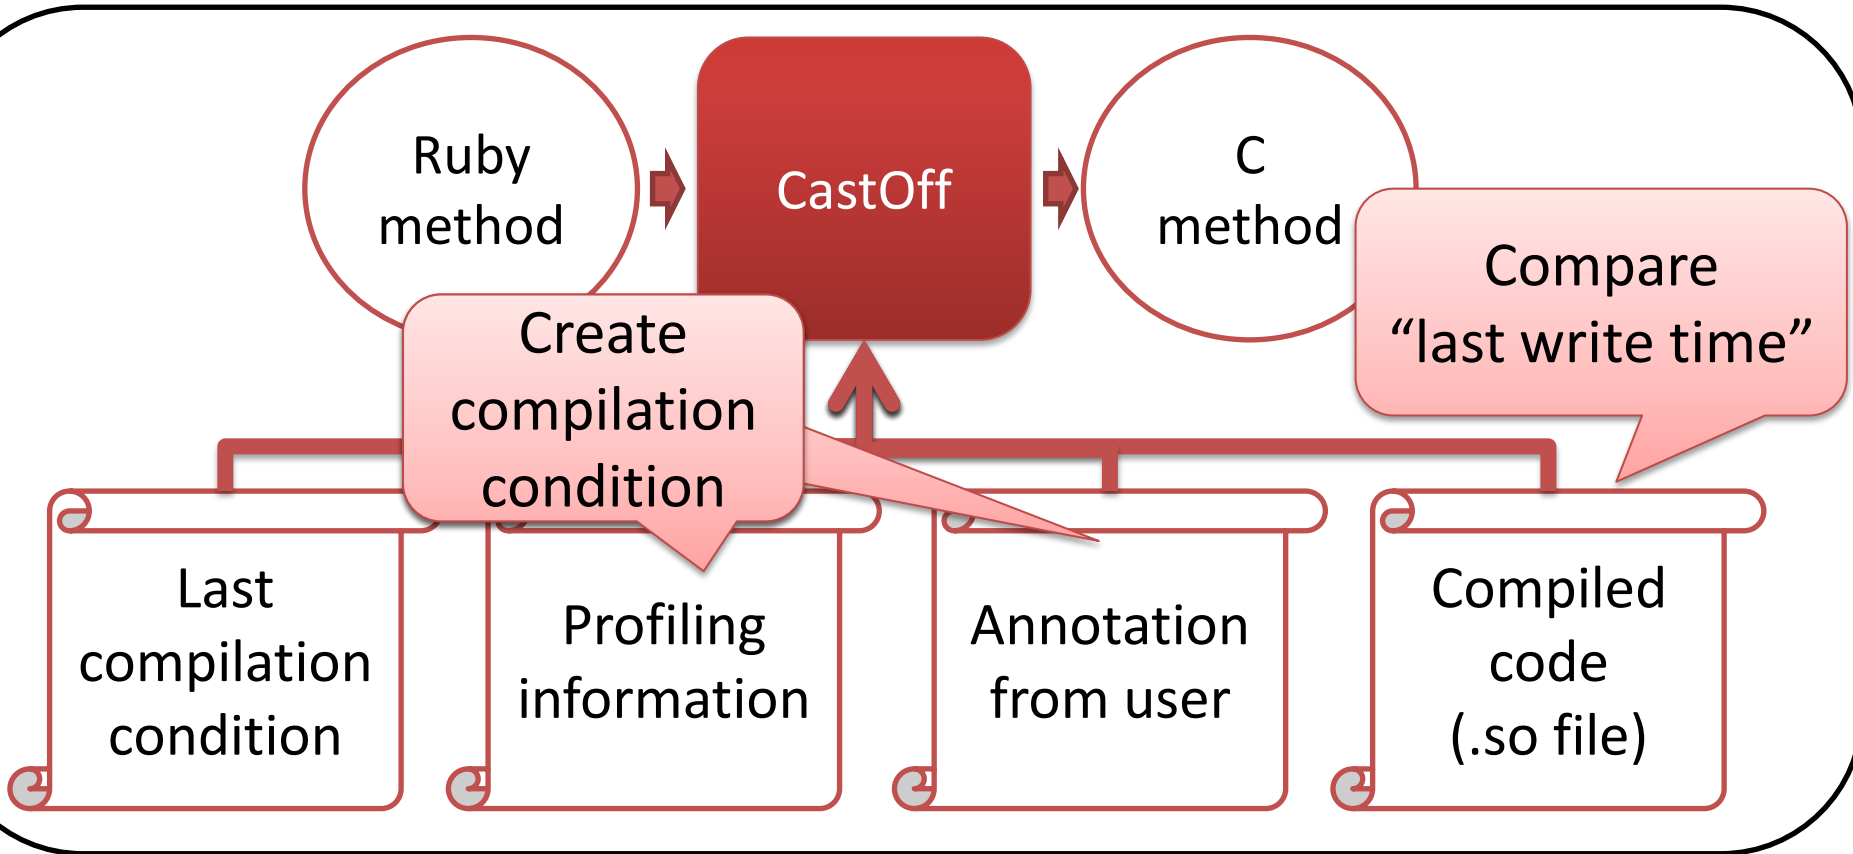 Ruby
method
CastOff
C
method
Compare
“last write time”
Create
compilation
condition
Last
compilation
condition
Profiling
information
Annotation
from user
Compiled
code
(.so file)